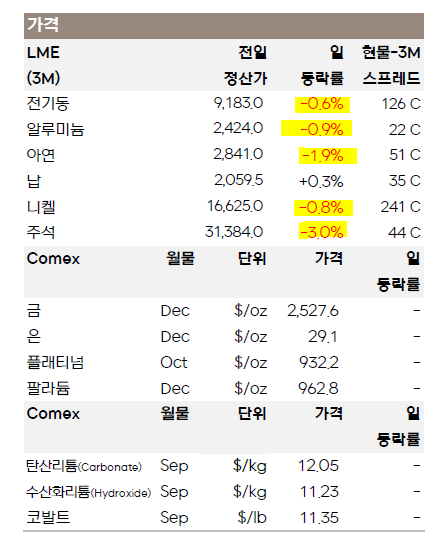 가격
LME 전일 일 현물-3M
(3M) 정산가 등락률 스프레드
전기동 9,183.0 -0.6% 126 C
알루미늄 2,424.0 -0.9% 22 C
아연 2,841.0 -1.9% 51 C
납 2,059.5 +0.3% 35 C
니켈 16,625.0 -0.8% 241 C
주석 31,384.0 -3.0% 44 C
Comex 월물 단위 가격 일
등락률
금 Dec $/oz 2,527.6 -
은 Dec $/oz 29.1 -
플래티넘 Oct $/oz 932.2 -
팔라듐 Dec $/oz 962.8 -
Comex 월물 단위 가격 일
등락률
탄산리튬(Carbonate) Sep $/kg 12.05 -
수산화리튬(Hydroxide) Sep $/kg 11.23 -
코발트 Sep $/lb 11.35 -